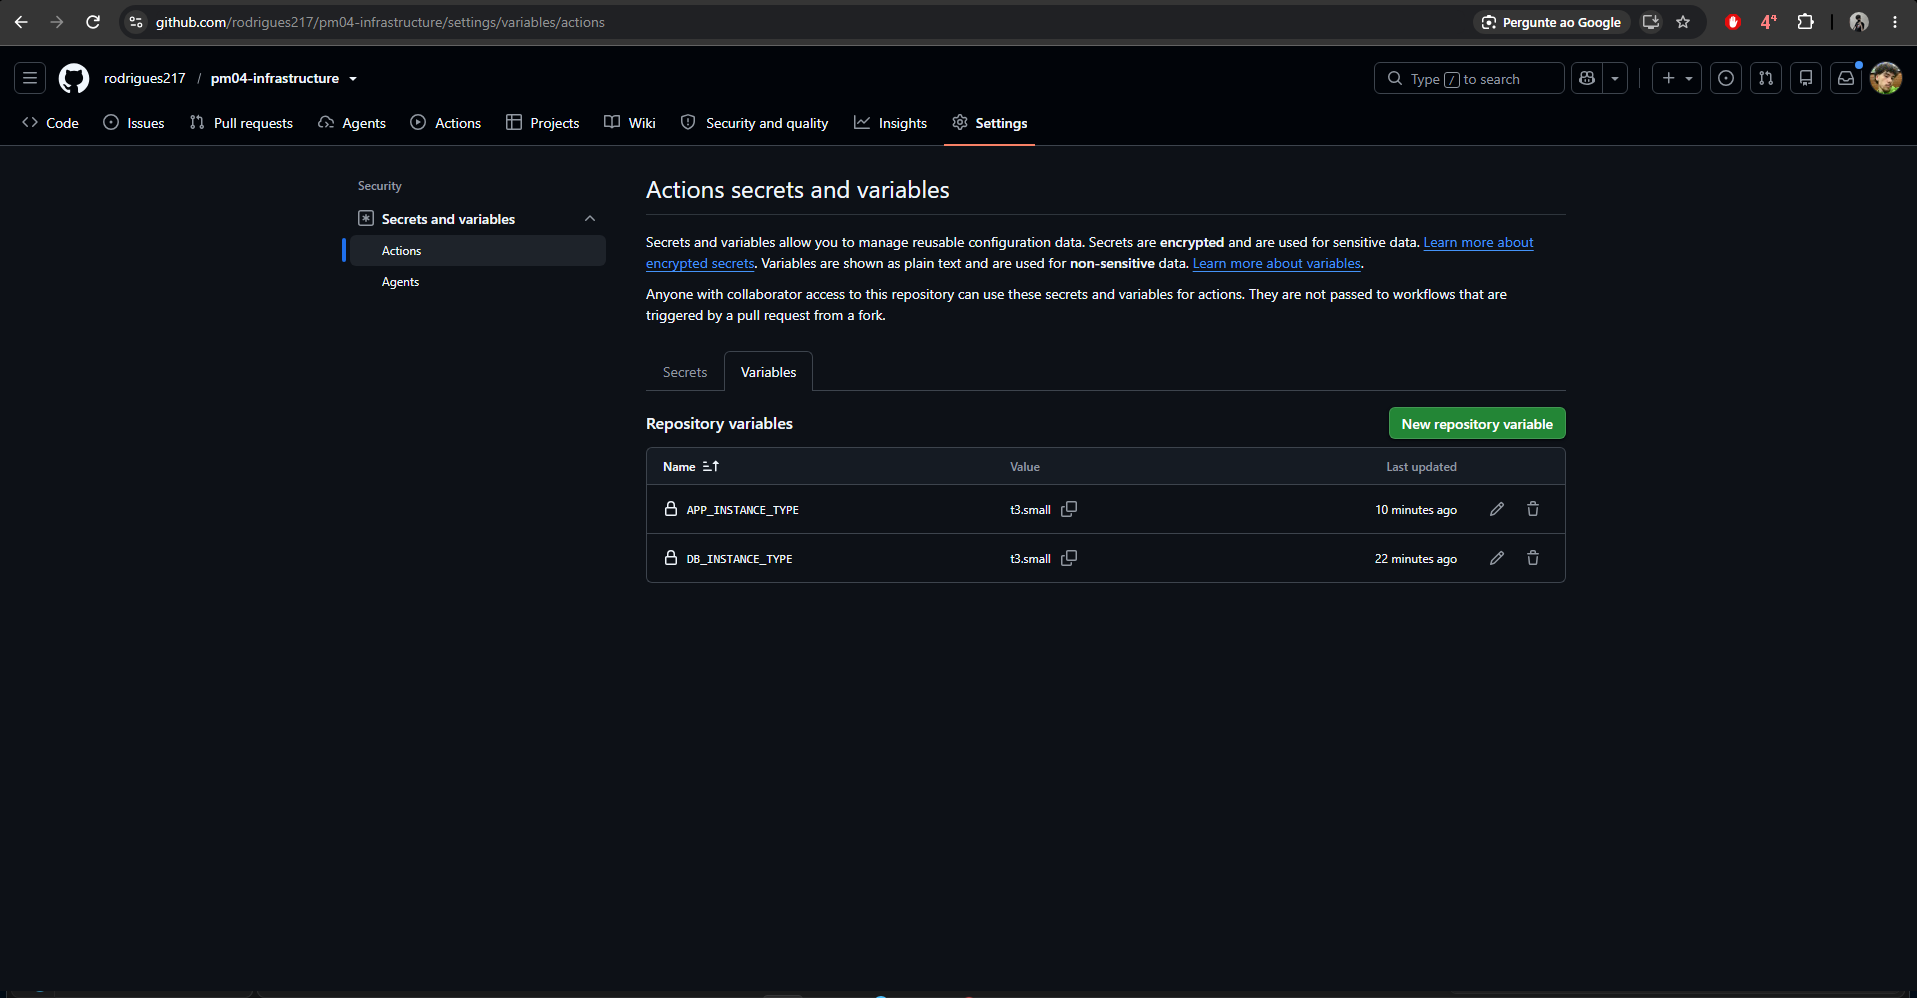 github.com/rodrigues217/pm04-infrastructure/settings/variables/actions
Pergunte ao Google
4⁴
rodrigues217 / pm04-infrastructure
Type / to search
Code
Issues
Pull requests
Agents
Actions
Projects
Wiki
Security and quality
Insights
Settings
Security
Secrets and variables
Actions
Agents
Actions secrets and variables
Secrets and variables allow you to manage reusable configuration data. Secrets are encrypted and are used for sensitive data. Learn more about
encrypted secrets. Variables are shown as plain text and are used for non-sensitive data. Learn more about variables.
Anyone with collaborator access to this repository can use these secrets and variables for actions. They are not passed to workflows that are
triggered by a pull request from a fork.
Secrets
Variables
Repository variables
New repository variable
Name Value Last updated
APP_INSTANCE_TYPE t3.small 10 minutes ago
DB_INSTANCE_TYPE t3.small 22 minutes ago